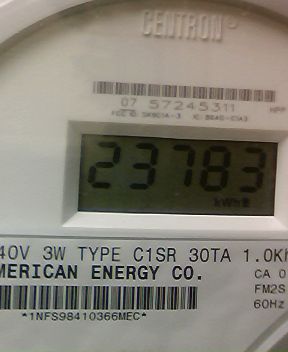 CENTRON
07 57245311
23783
kWh
40V 3W TYPE C1SR 30TA 1.0Kh
MERICAN ENERGY CO.
CA 0
FM2S
60Hz
*1NFS98410366MEC*